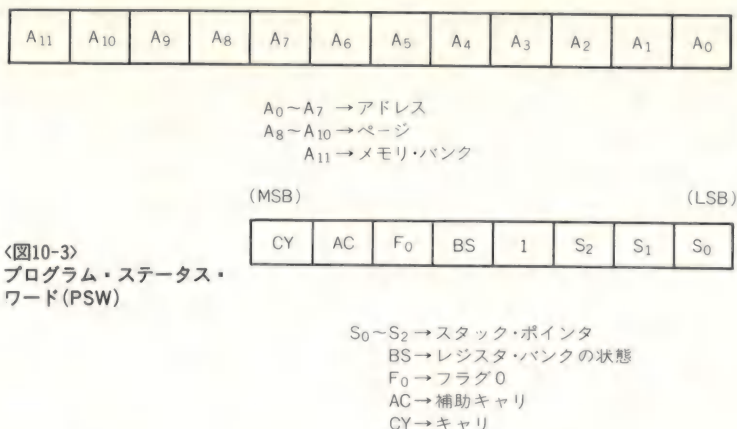 A11 A10 A9 A8 A7 A6 A5 A4 A3 A2 A1 A0
A0~A7→アドレス
A8~A10→ページ
A11→メモリ・バンク
(MSB) (LSB)
CY AC F0 BS 1 S2 S1 S0
〈図10-3〉
プログラム・ステータス・
ワード(PSW)
S0~S2→スタック・ポインタ
BS→レジスタ・バンクの状態
F0→フラグ0
AC→補助キャリ
CY→キャリ